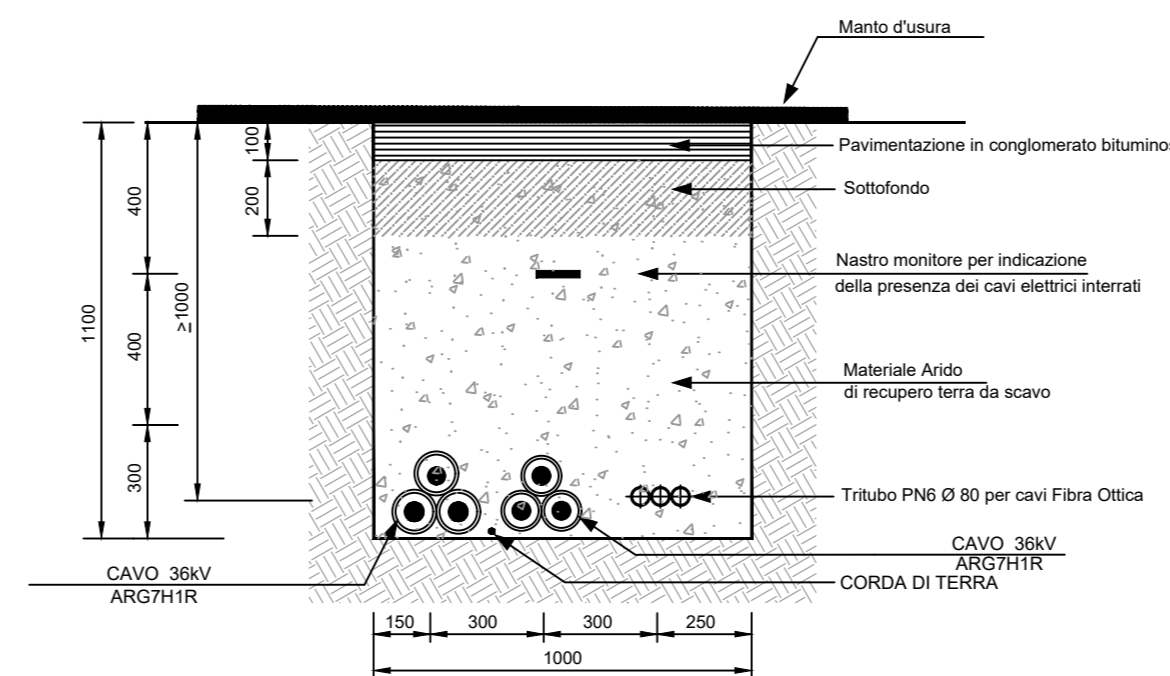 Manto d'usura
Pavimentazione in conglomerato bituminos
Sottofondo
Nastro monitore per indicazione
della presenza dei cavi elettrici interrati
Materiale Arido
di recupero terra da scavo
Tritubo PN6 Ø 80 per cavi Fibra Ottica
CAVO 36kV
ARG7H1R
CORDA DI TERRA
CAVO 36kV
ARG7H1R
1100
400
400
300
≥1000
100
200
150
300
300
250
1000